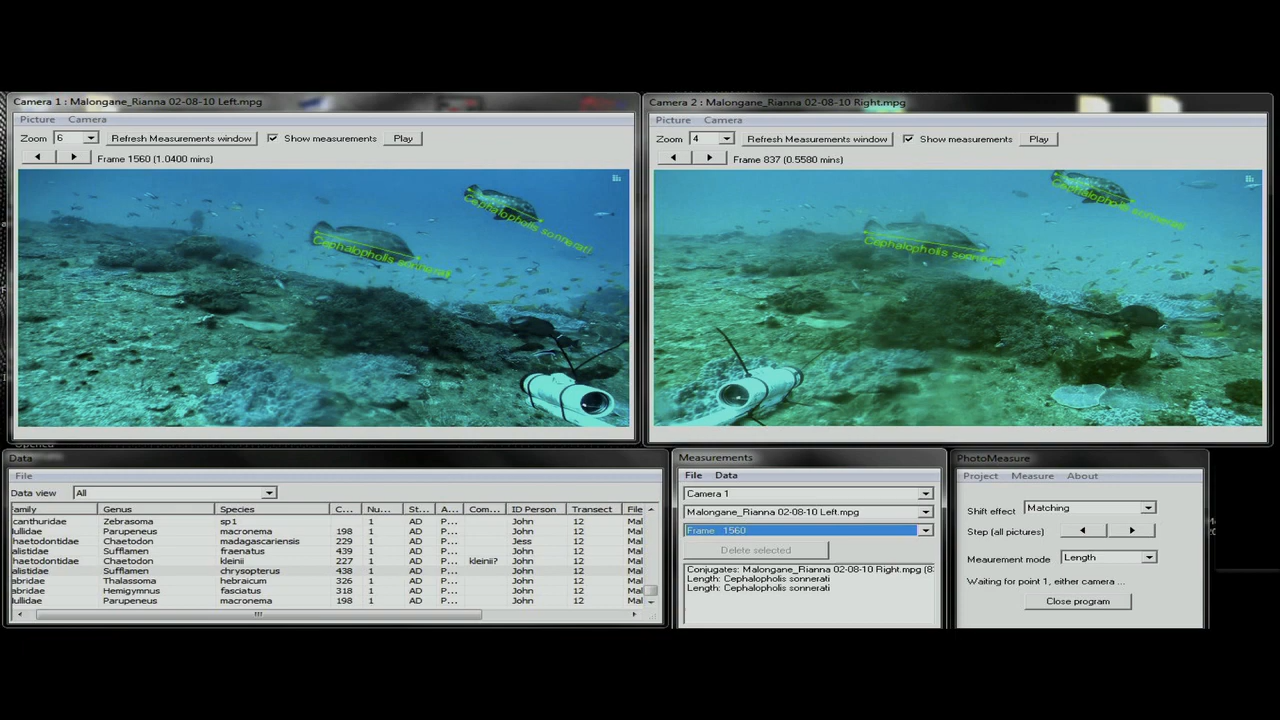 Camera 1 : Malongane_Rianna 02-08-10 Left.mpg
Picture Camera
Zoom 6 Refresh Measurements window Show measurements Play
Frame 1560 (1.0400 mins)
Cephalopholis sonnerati
Cephalopholis sonnerati
Camera 2 : Malongane_Rianna 02-08-10 Right.mpg
Picture Camera
Zoom 4 Refresh Measurements window Show measurements Play
Frame 837 (0.5580 mins)
Cephalopholis sonnerati
Cephalopholis sonnerati
Data
File
Data view All
amily Genus Species C... Nu... St... A... Com... ID Person Transect File
canthuridae Zebrasoma sp1 1 AD P... John 12 Mal
ullidae Parupeneus macronema 198 1 AD P... John 12 Mal
haetodontidae Chaetodon madagascariensis 229 1 AD P... Jess 12 Mal
alistidae Sufflamen fraenatus 439 1 AD P... John 12 Mal
haetodontidae Chaetodon kleinii 227 1 AD P... kleinii? John 12 Mal
alistidae Sufflamen chrysopterus 438 1 AD P... John 12 Mal
abridae Thalassoma hebraicum 326 1 AD P... John 12 Mal
abridae Hemigymnus fasciatus 318 1 AD P... John 12 Mal
ullidae Parupeneus macronema 198 1 AD P... John 12 Mal
Measurements
File Data
Camera 1
Malongane_Rianna 02-08-10 Left.mpg
Frame 1560
Delete selected
Conjugates: Malongane_Rianna 02-08-10 Right.mpg (8
Length: Cephalopholis sonnerati
Length: Cephalopholis sonnerati
PhotoMeasure
Project Measure About
Shift effect Matching
Step (all pictures)
Measurement mode Length
Waiting for point 1, either camera ...
Close program